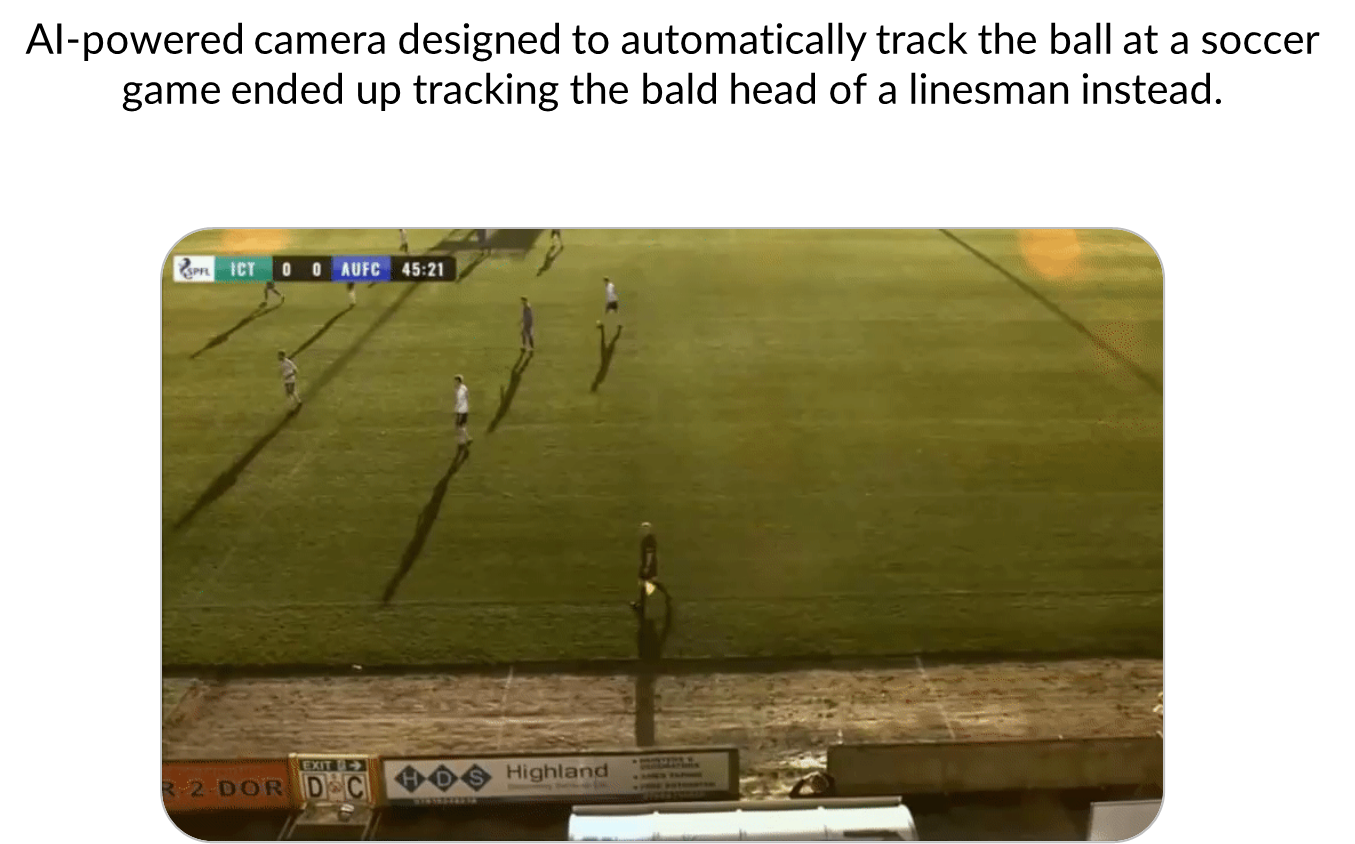 AI-powered camera designed to automatically track the ball at a soccer
game ended up tracking the bald head of a linesman instead.
SPFL ICT 0 0 AUFC 45:21
EXIT
R 2 DOR
D C
HDS Highland